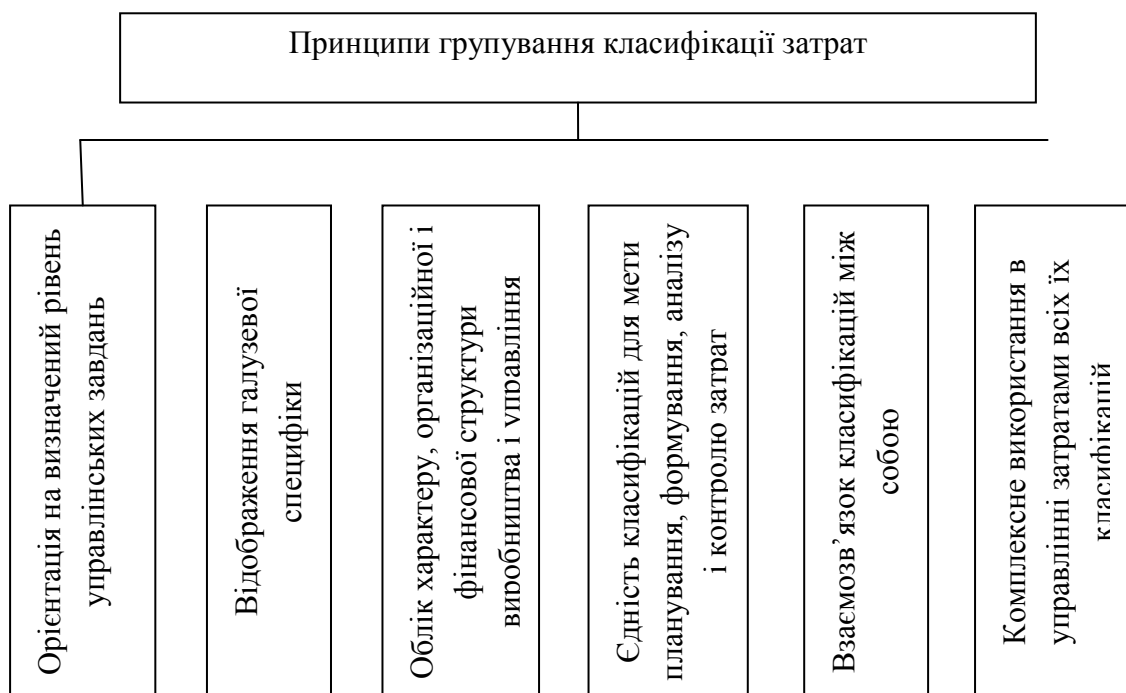 Принципи групування класифікації затрат
Орієнтація на визначений рівень
управлінських завдань
Відображення галузевої
специфіки
Облік характеру, організаційної і
фінансової структури
виробництва і управління
Єдність класифікацій для мети
планування, формування, аналізу
і контролю затрат
Взаємозв’язок класифікацій між
собою
Комплексне використання в
управлінні затратами всіх їх
класифікацій